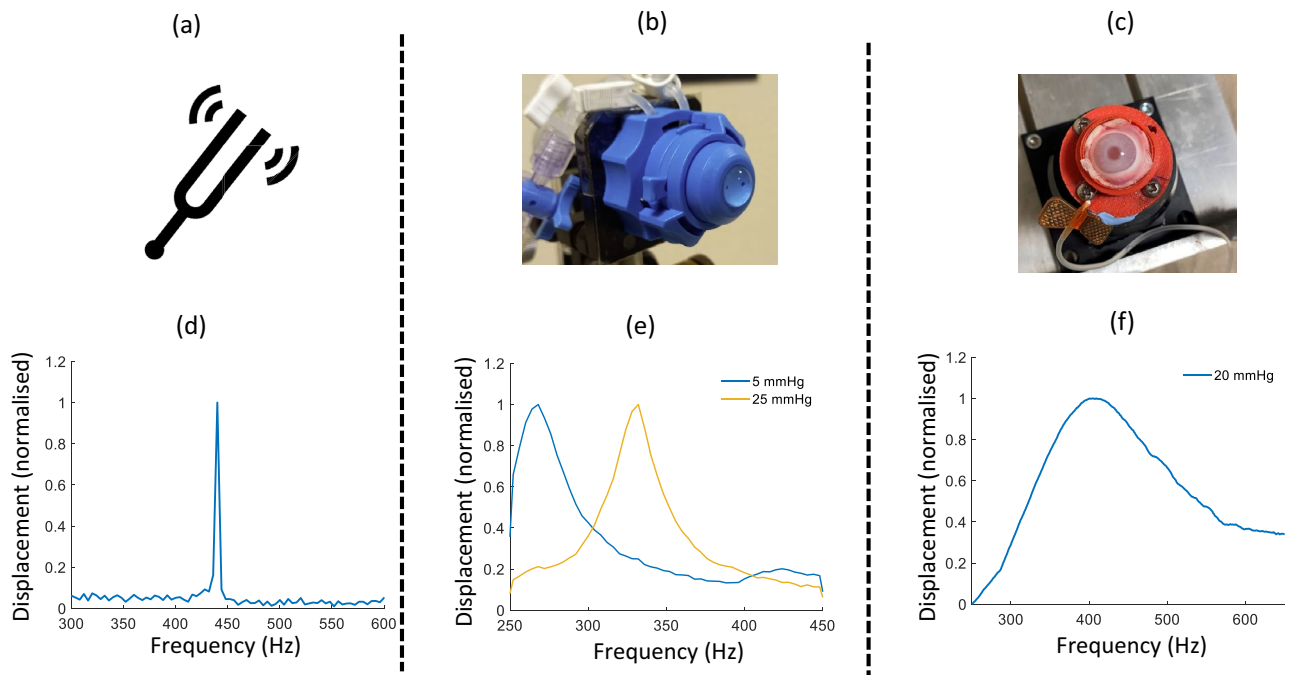 (a)
(b)
(c)
(d)
(e)
(f)
Displacement (normalised)
1.2
1
0.8
0.6
0.4
0.2
0
300
350
400
450
500
550
600
Frequency (Hz)
Displacement (normalised)
1.2
1
0.8
0.6
0.4
0.2
0
250
300
350
400
450
5 mmHg
25 mmHg
Frequency (Hz)
Displacement (normalised)
1.2
1
0.8
0.6
0.4
0.2
0
300
400
500
600
20 mmHg
Frequency (Hz)